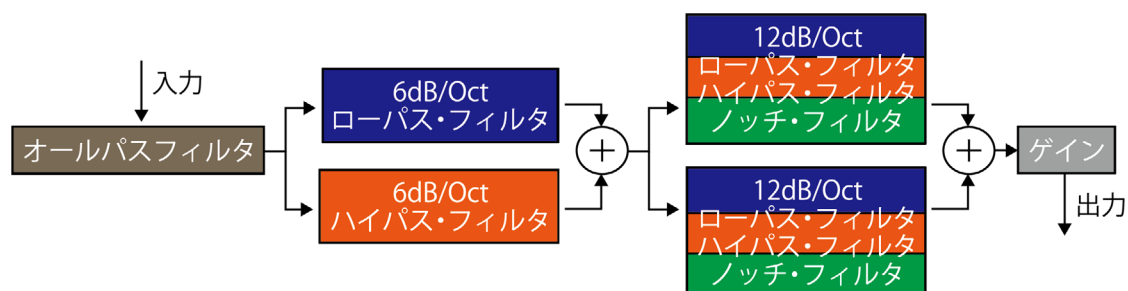 入力
オールパスフィルタ
6dB/Oct
ローパス・フィルタ
6dB/Oct
ハイパス・フィルタ
+
12dB/Oct
ローパス・フィルタ
ハイパス・フィルタ
ノッチ・フィルタ
12dB/Oct
ローパス・フィルタ
ハイパス・フィルタ
ノッチ・フィルタ
+
ゲイン
出力